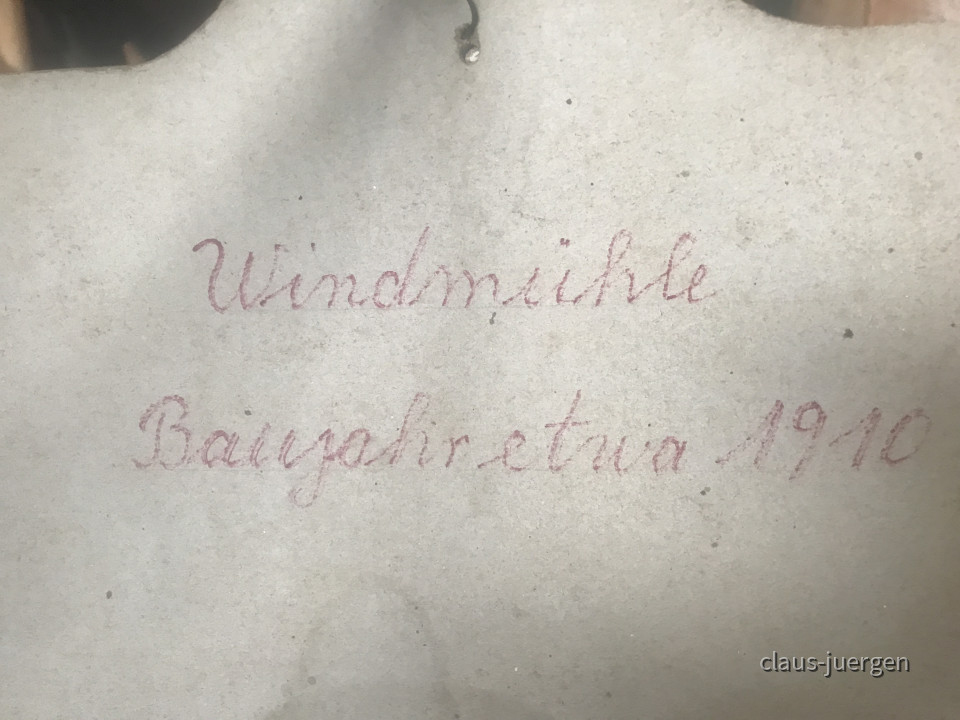 Windmühle
Baujahr etwa 1910
claus-juergen